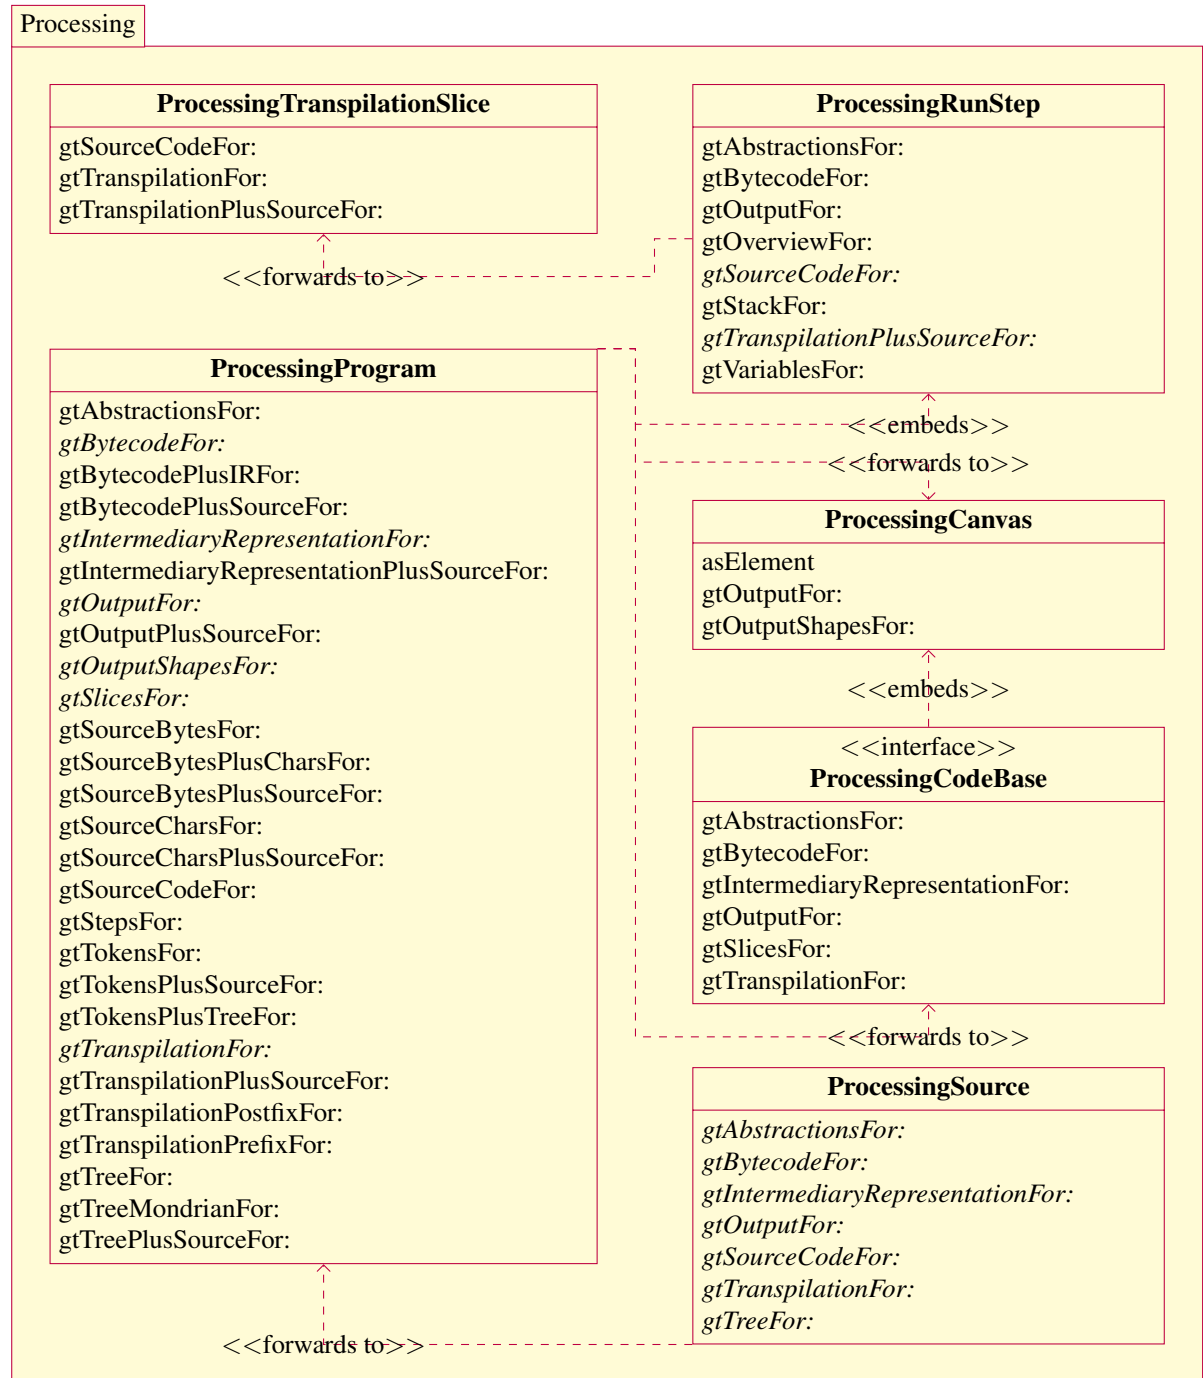 Processing
ProcessingTranspilationSlice
gtSourceCodeFor:
gtTranspilationFor:
gtTranspilationPlusSourceFor:
<<forwards to>>
ProcessingRunStep
gtAbstractionsFor:
gtBytecodeFor:
gtOutputFor:
gtOverviewFor:
gtSourceCodeFor:
gtStackFor:
gtTranspilationPlusSourceFor:
gtVariablesFor:
<<embeds>>
<<forwards to>>
ProcessingProgram
gtAbstractionsFor:
gtBytecodeFor:
gtBytecodePlusIRFor:
gtBytecodePlusSourceFor:
gtIntermediaryRepresentationFor:
gtIntermediaryRepresentationPlusSourceFor:
gtOutputFor:
gtOutputPlusSourceFor:
gtOutputShapesFor:
gtSlicesFor:
gtSourceBytesFor:
gtSourceBytesPlusCharsFor:
gtSourceBytesPlusSourceFor:
gtSourceCharsFor:
gtSourceCharsPlusSourceFor:
gtSourceCodeFor:
gtStepsFor:
gtTokensFor:
gtTokensPlusSourceFor:
gtTokensPlusTreeFor:
gtTranspilationFor:
gtTranspilationPlusSourceFor:
gtTranspilationPostfixFor:
gtTranspilationPrefixFor:
gtTreeFor:
gtTreeMondrianFor:
gtTreePlusSourceFor:
<<forwards to>>
ProcessingCanvas
asElement
gtOutputFor:
gtOutputShapesFor:
<<embeds>>
<<interface>>
ProcessingCodeBase
gtAbstractionsFor:
gtBytecodeFor:
gtIntermediaryRepresentationFor:
gtOutputFor:
gtSlicesFor:
gtTranspilationFor:
<<forwards to>>
ProcessingSource
gtAbstractionsFor:
gtBytecodeFor:
gtIntermediaryRepresentationFor:
gtOutputFor:
gtSourceCodeFor:
gtTranspilationFor:
gtTreeFor: